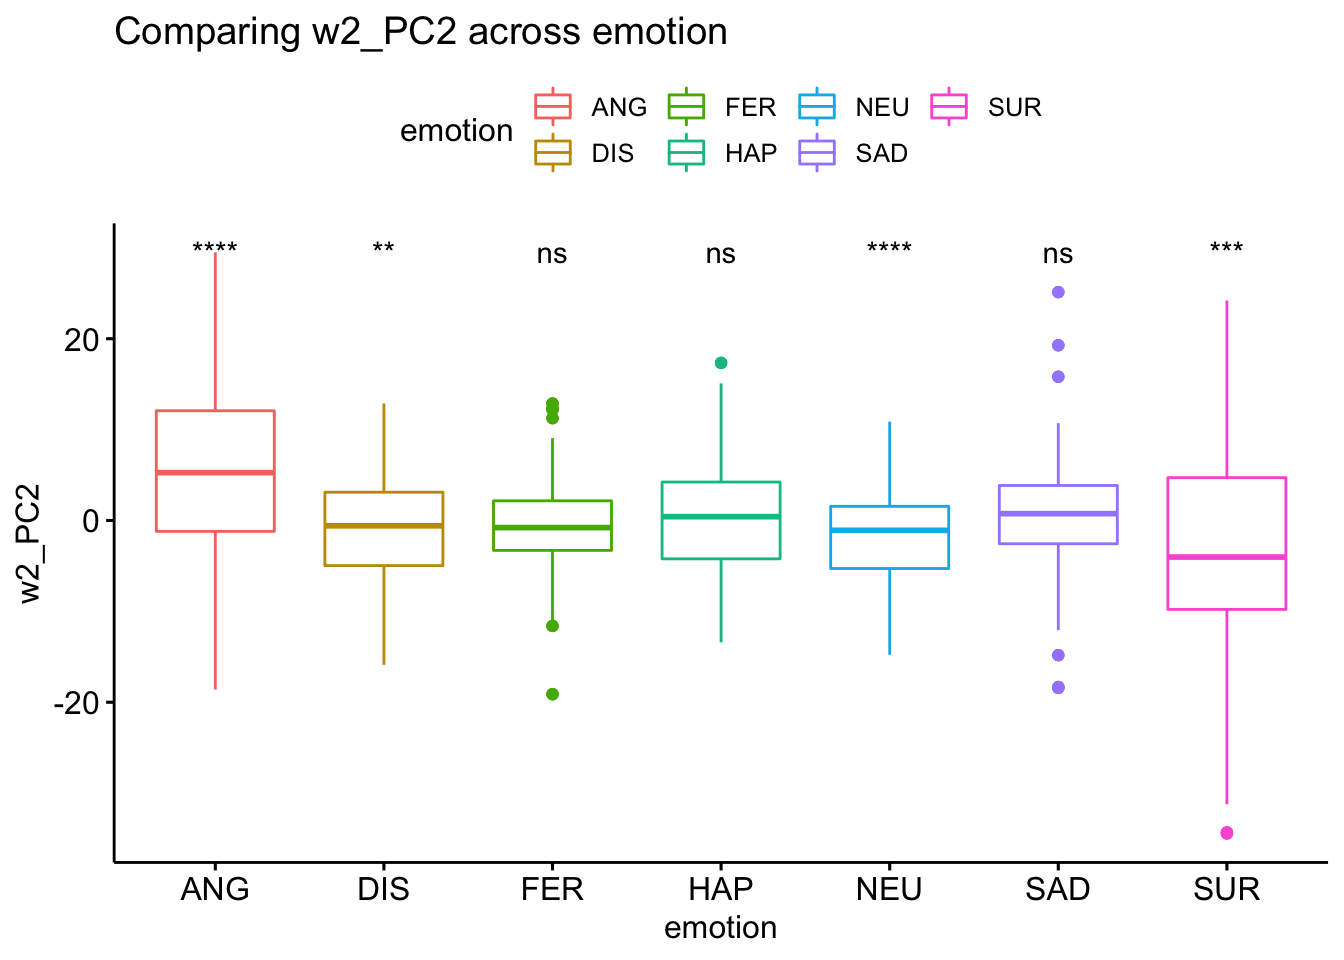 Comparing w2_PC2 across emotion
emotion
ANG FER NEU SUR
DIS HAP SAD
**** ** ns ns **** ns ***
20
0
-20
w2_PC2
ANG DIS FER HAP NEU SAD SUR
emotion